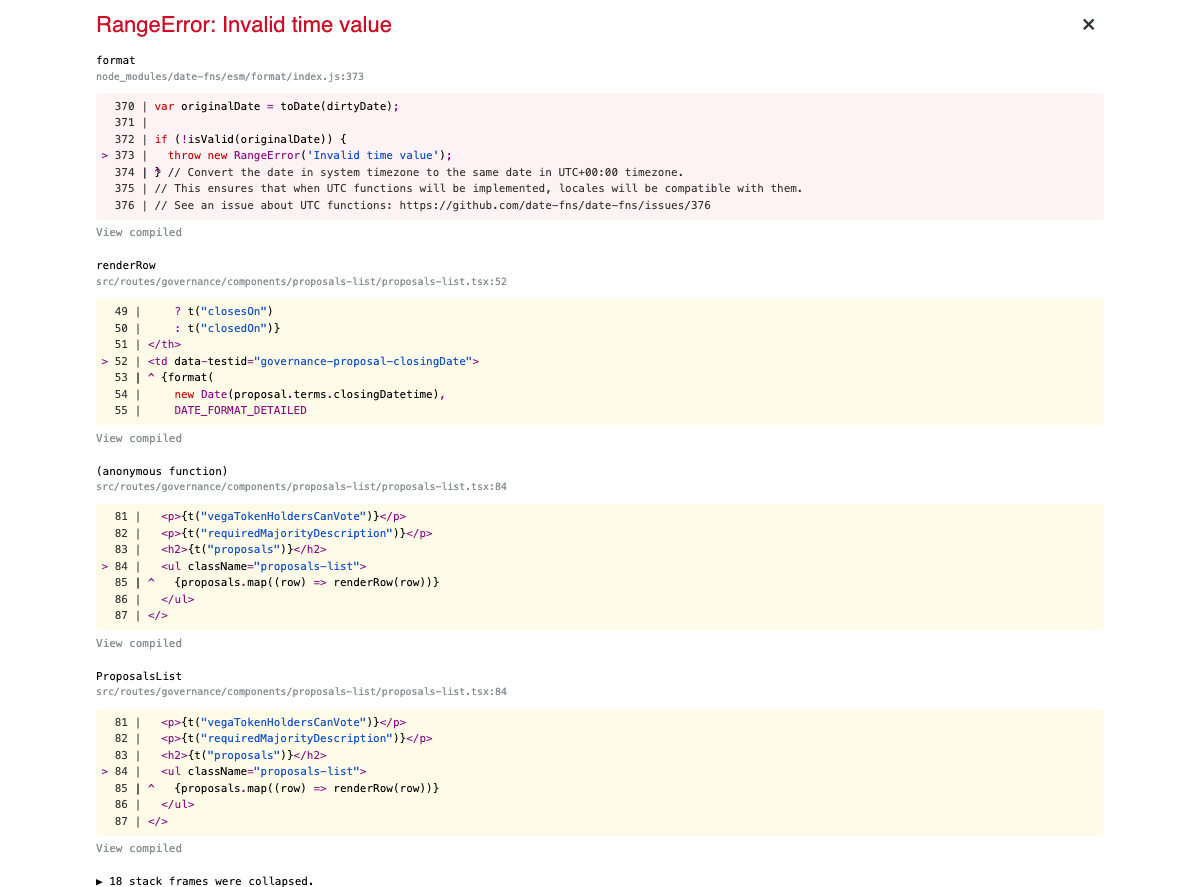 RangeError: Invalid time value
×
format
node_modules/date-fns/esm/format/index.js:373
  370 | var originalDate = toDate(dirtyDate);
  371 |
  372 | if (!isValid(originalDate)) {
> 373 |   throw new RangeError('Invalid time value');
  374 | } // Convert the date in system timezone to the same date in UTC+00:00 timezone.
  375 | // This ensures that when UTC functions will be implemented, locales will be compatible with them.
  376 | // See an issue about UTC functions: https://github.com/date-fns/date-fns/issues/376
View compiled
renderRow
src/routes/governance/components/proposals-list/proposals-list.tsx:52
  49 |     ? t("closesOn")
  50 |     : t("closedOn")}
  51 | </th>
> 52 | <td data-testid="governance-proposal-closingDate">
  53 | ^ {format(
  54 |     new Date(proposal.terms.closingDatetime),
  55 |     DATE_FORMAT_DETAILED
View compiled
(anonymous function)
src/routes/governance/components/proposals-list/proposals-list.tsx:84
  81 |   <p>{t("vegaTokenHoldersCanVote")}</p>
  82 |   <p>{t("requiredMajorityDescription")}</p>
  83 |   <h2>{t("proposals")}</h2>
> 84 |   <ul className="proposals-list">
  85 | ^   {proposals.map((row) => renderRow(row))}
  86 |   </ul>
  87 | </>
View compiled
ProposalsList
src/routes/governance/components/proposals-list/proposals-list.tsx:84
  81 |   <p>{t("vegaTokenHoldersCanVote")}</p>
  82 |   <p>{t("requiredMajorityDescription")}</p>
  83 |   <h2>{t("proposals")}</h2>
> 84 |   <ul className="proposals-list">
  85 | ^   {proposals.map((row) => renderRow(row))}
  86 |   </ul>
  87 | </>
View compiled
▶ 18 stack frames were collapsed.